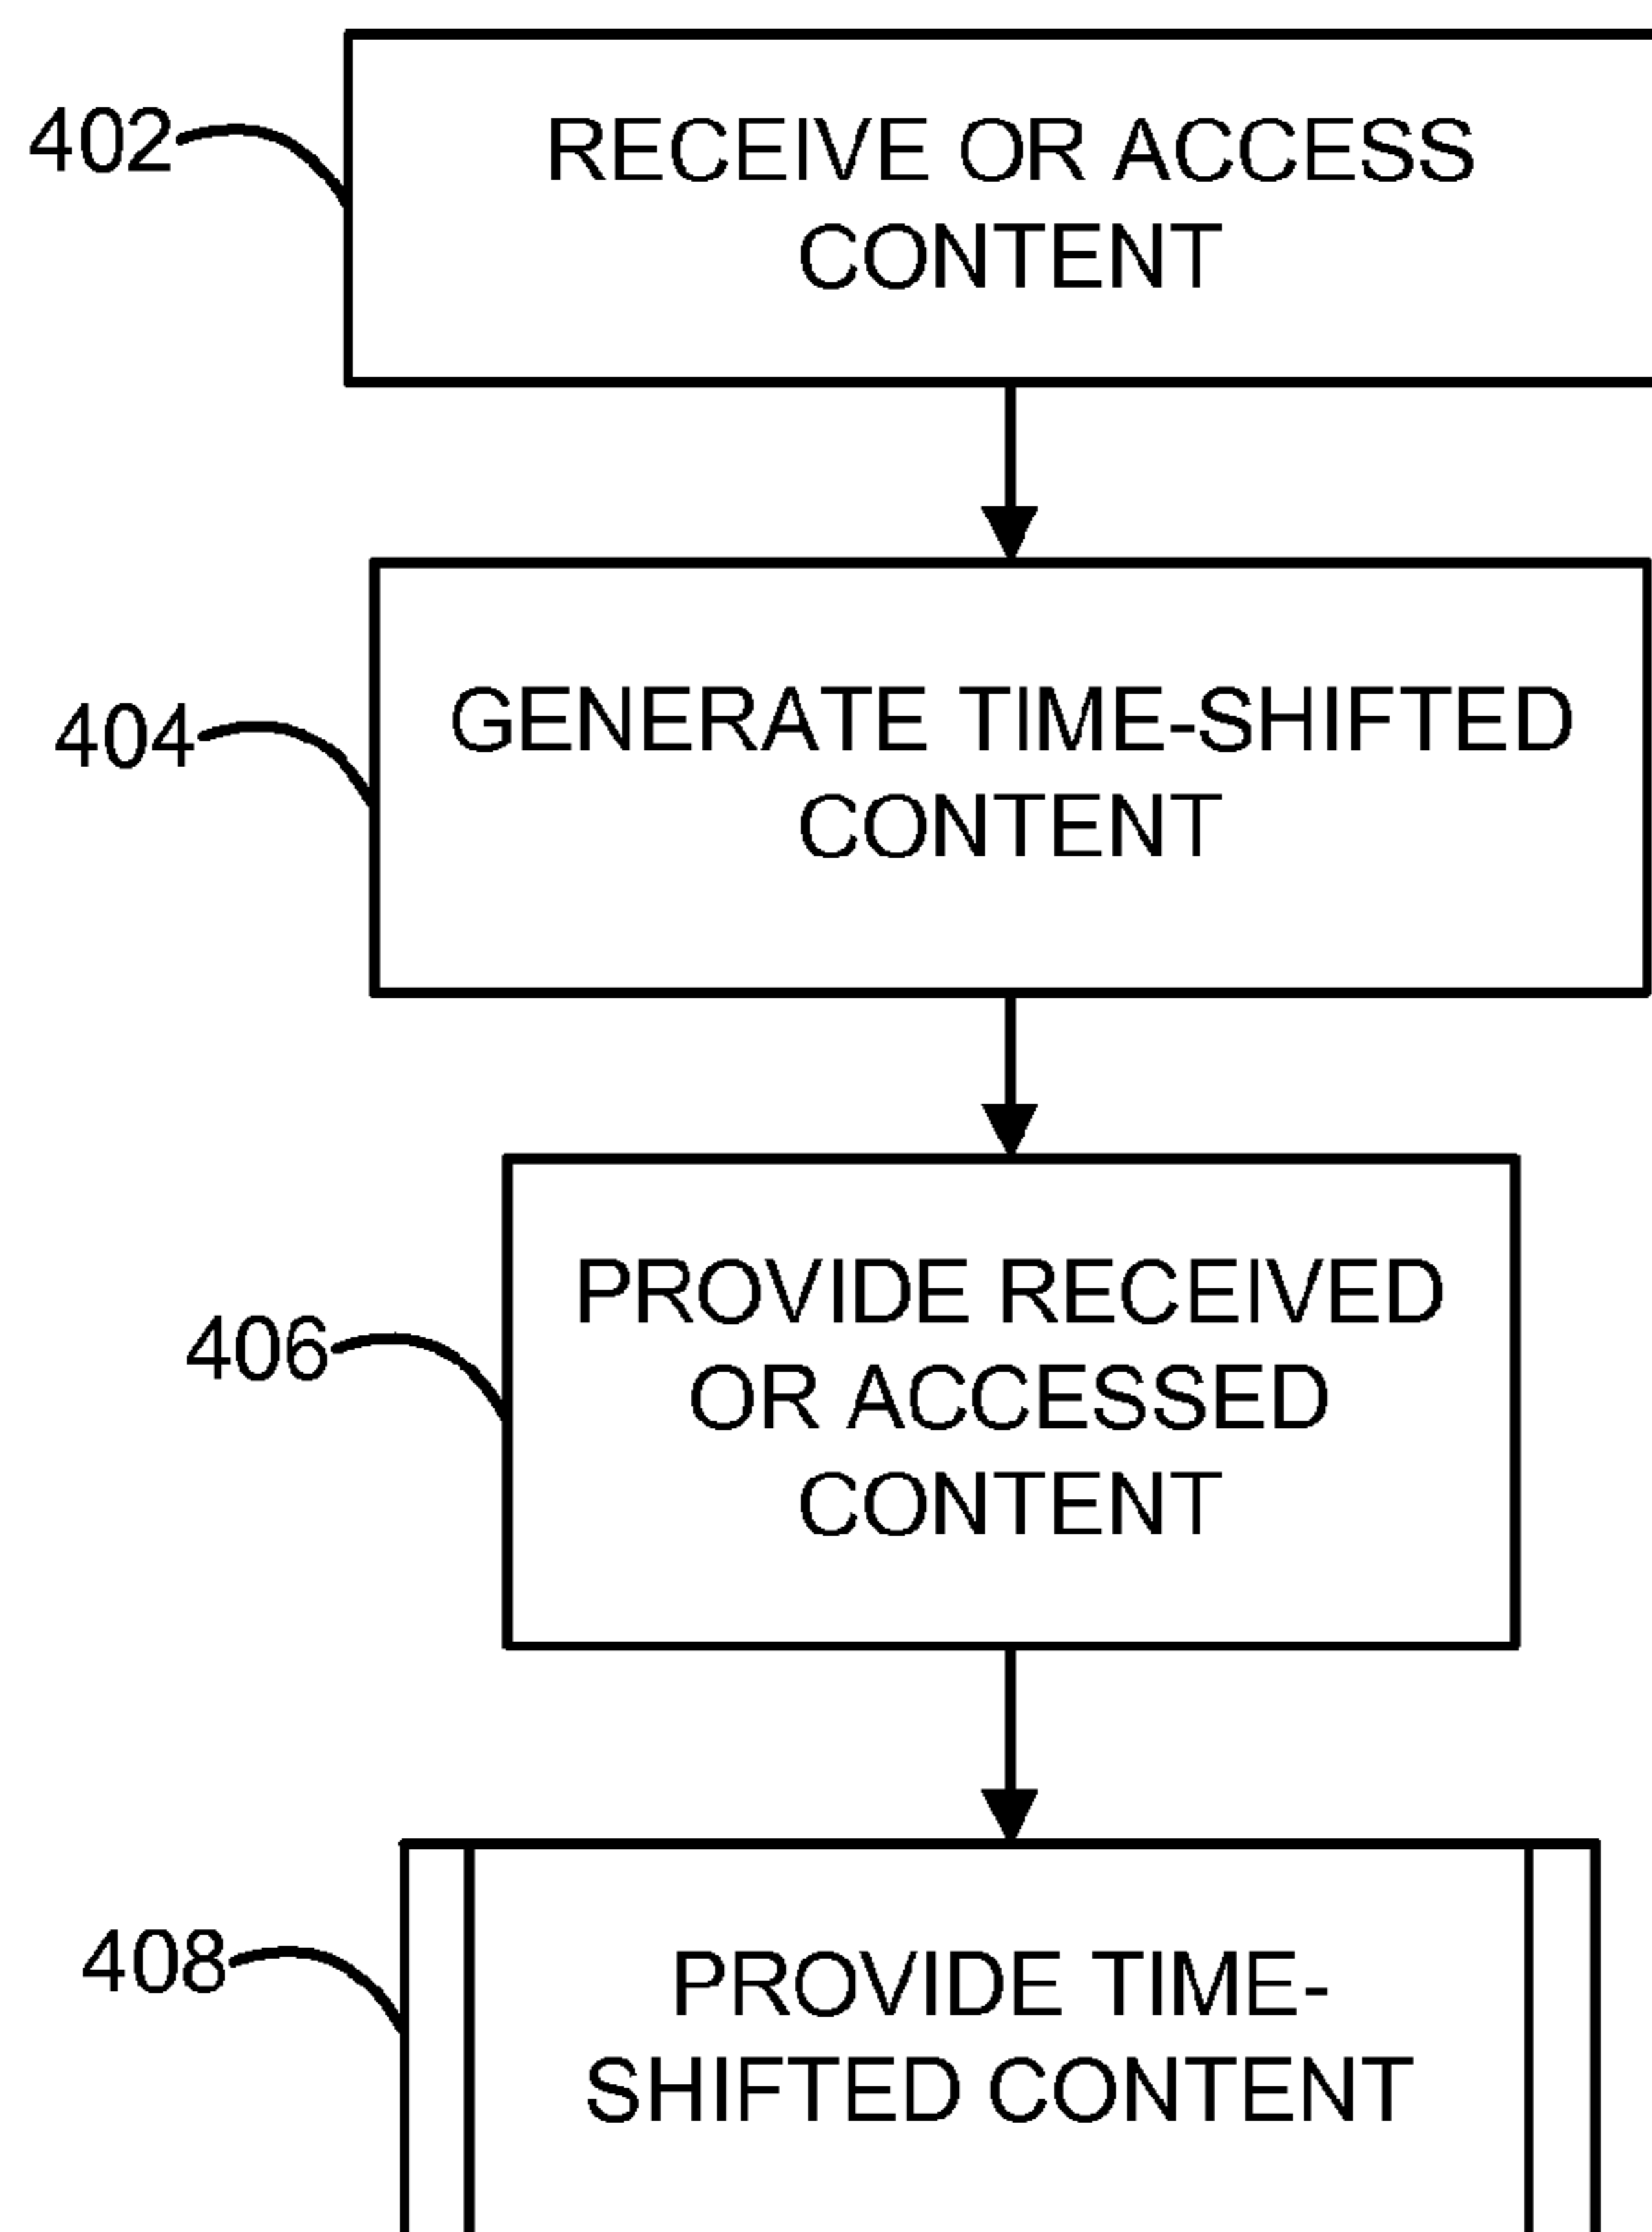 402
RECEIVE OR ACCESS
CONTENT
404
GENERATE TIME-SHIFTED
CONTENT
406
PROVIDE RECEIVED
OR ACCESSED
CONTENT
408
PROVIDE TIME-
SHIFTED CONTENT